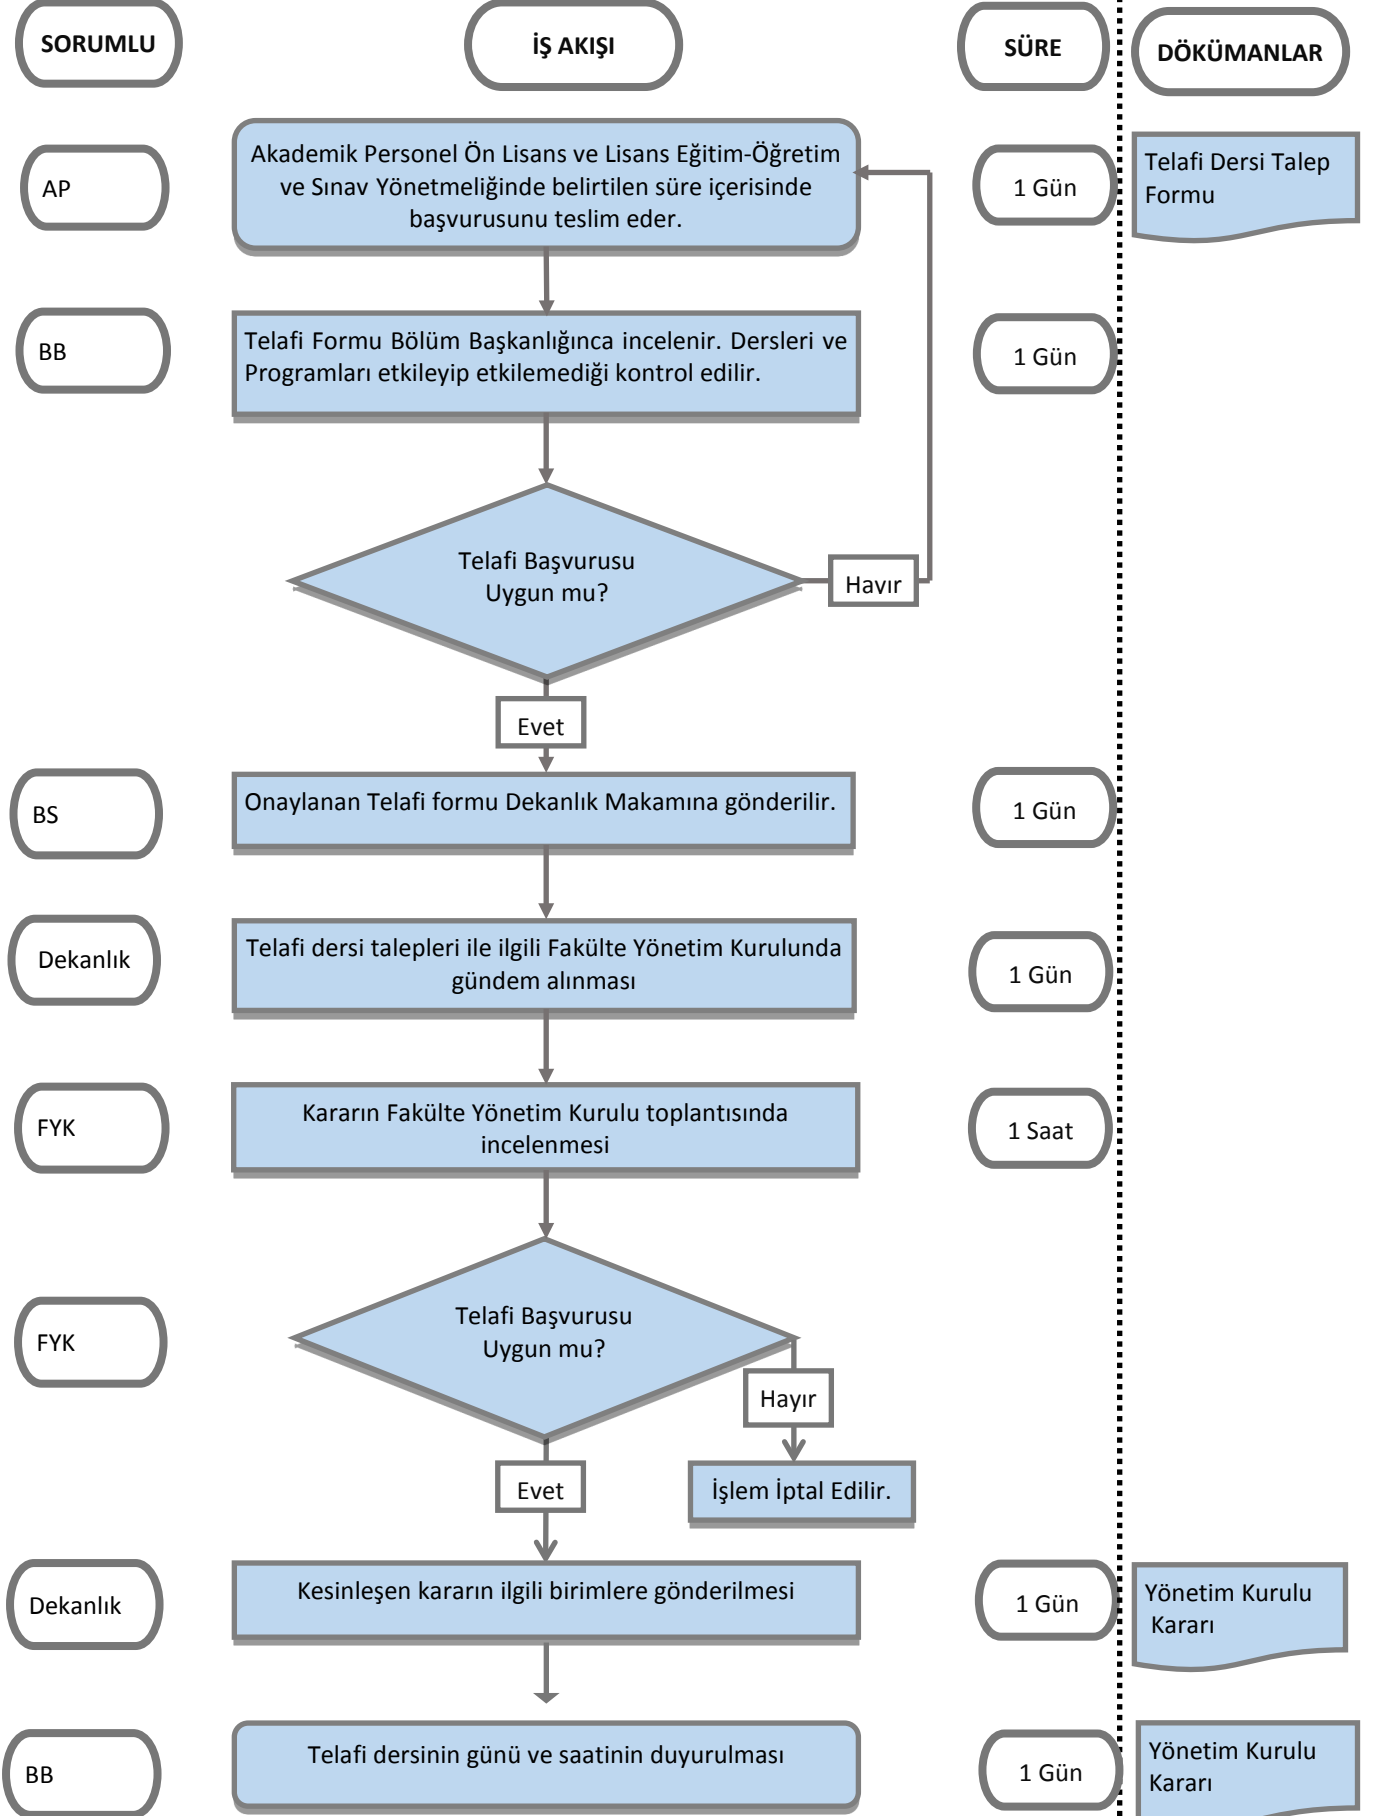 SORUMLU
İŞ AKIŞI
SÜRE
DÖKÜMANLAR
AP
Akademik Personel Ön Lisans ve Lisans Eğitim-Öğretim
ve Sınav Yönetmeliğinde belirtilen süre içerisinde
başvurusunu teslim eder.
1 Gün
Telafi Dersi Talep
Formu
BB
Telafi Formu Bölüm Başkanlığınca incelenir. Dersleri ve
Programları etkileyip etkilemediği kontrol edilir.
1 Gün
Telafi Başvurusu
Uygun mu?
Hayır
Evet
BS
Onaylanan Telafi formu Dekanlık Makamına gönderilir.
1 Gün
Dekanlık
Telafi dersi talepleri ile ilgili Fakülte Yönetim Kurulunda
gündem alınması
1 Gün
FYK
Kararın Fakülte Yönetim Kurulu toplantısında
incelenmesi
1 Saat
FYK
Telafi Başvurusu
Uygun mu?
Hayır
Evet
İşlem İptal Edilir.
Dekanlık
Kesinleşen kararın ilgili birimlere gönderilmesi
1 Gün
Yönetim Kurulu
Kararı
BB
Telafi dersinin günü ve saatinin duyurulması
1 Gün
Yönetim Kurulu
Kararı